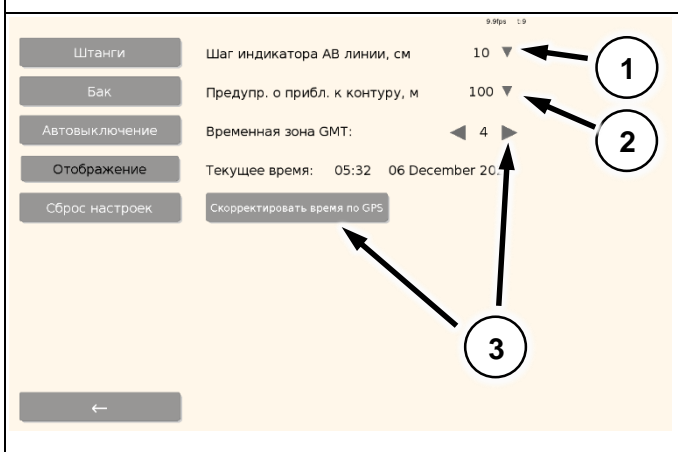 9.9fps t:9
Штанги
Шаг индикатора АВ линии, см 10
1
Бак
Предупр. о прибл. к контуру, м 100
2
Автовыключение
Временная зона GMT: 4
Отображение
Текущее время: 05:32 06 December
Сброс настроек
Скорректировать время по GPS
3
←